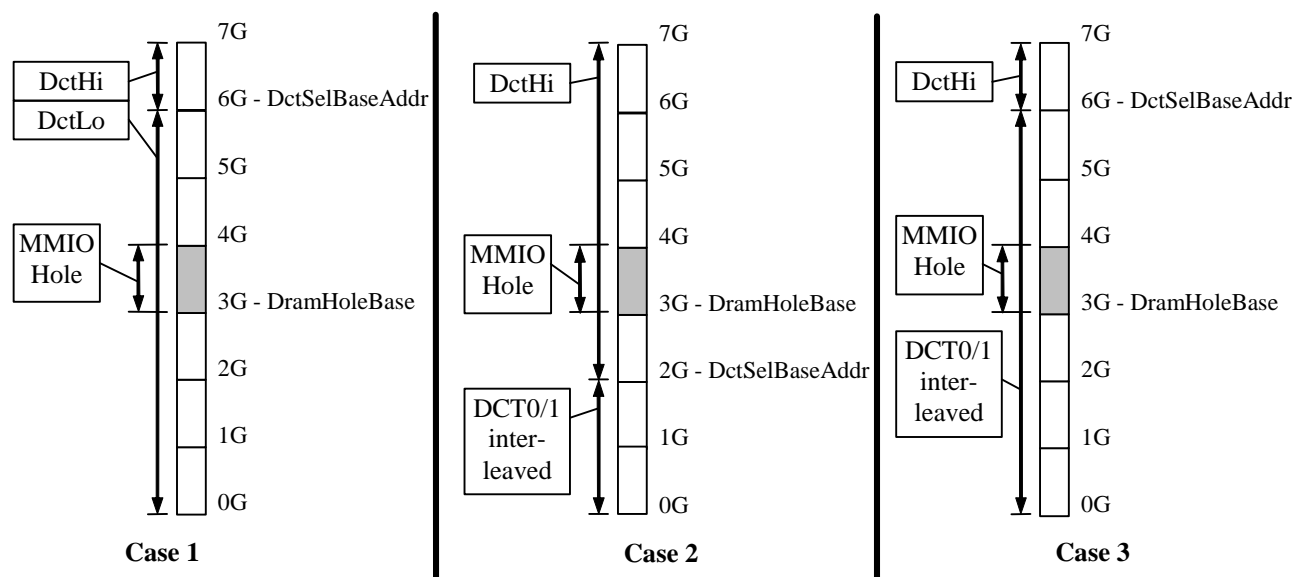 7G
DctHi
6G - DctSelBaseAddr
DctLo
5G
4G
MMIO
Hole
3G - DramHoleBase
2G
1G
0G
Case 1
7G
DctHi
6G
5G
4G
MMIO
Hole
3G - DramHoleBase
2G - DctSelBaseAddr
DCT0/1
inter-
leaved
1G
0G
Case 2
7G
DctHi
6G - DctSelBaseAddr
5G
4G
MMIO
Hole
3G - DramHoleBase
DCT0/1
inter-
leaved
2G
1G
0G
Case 3